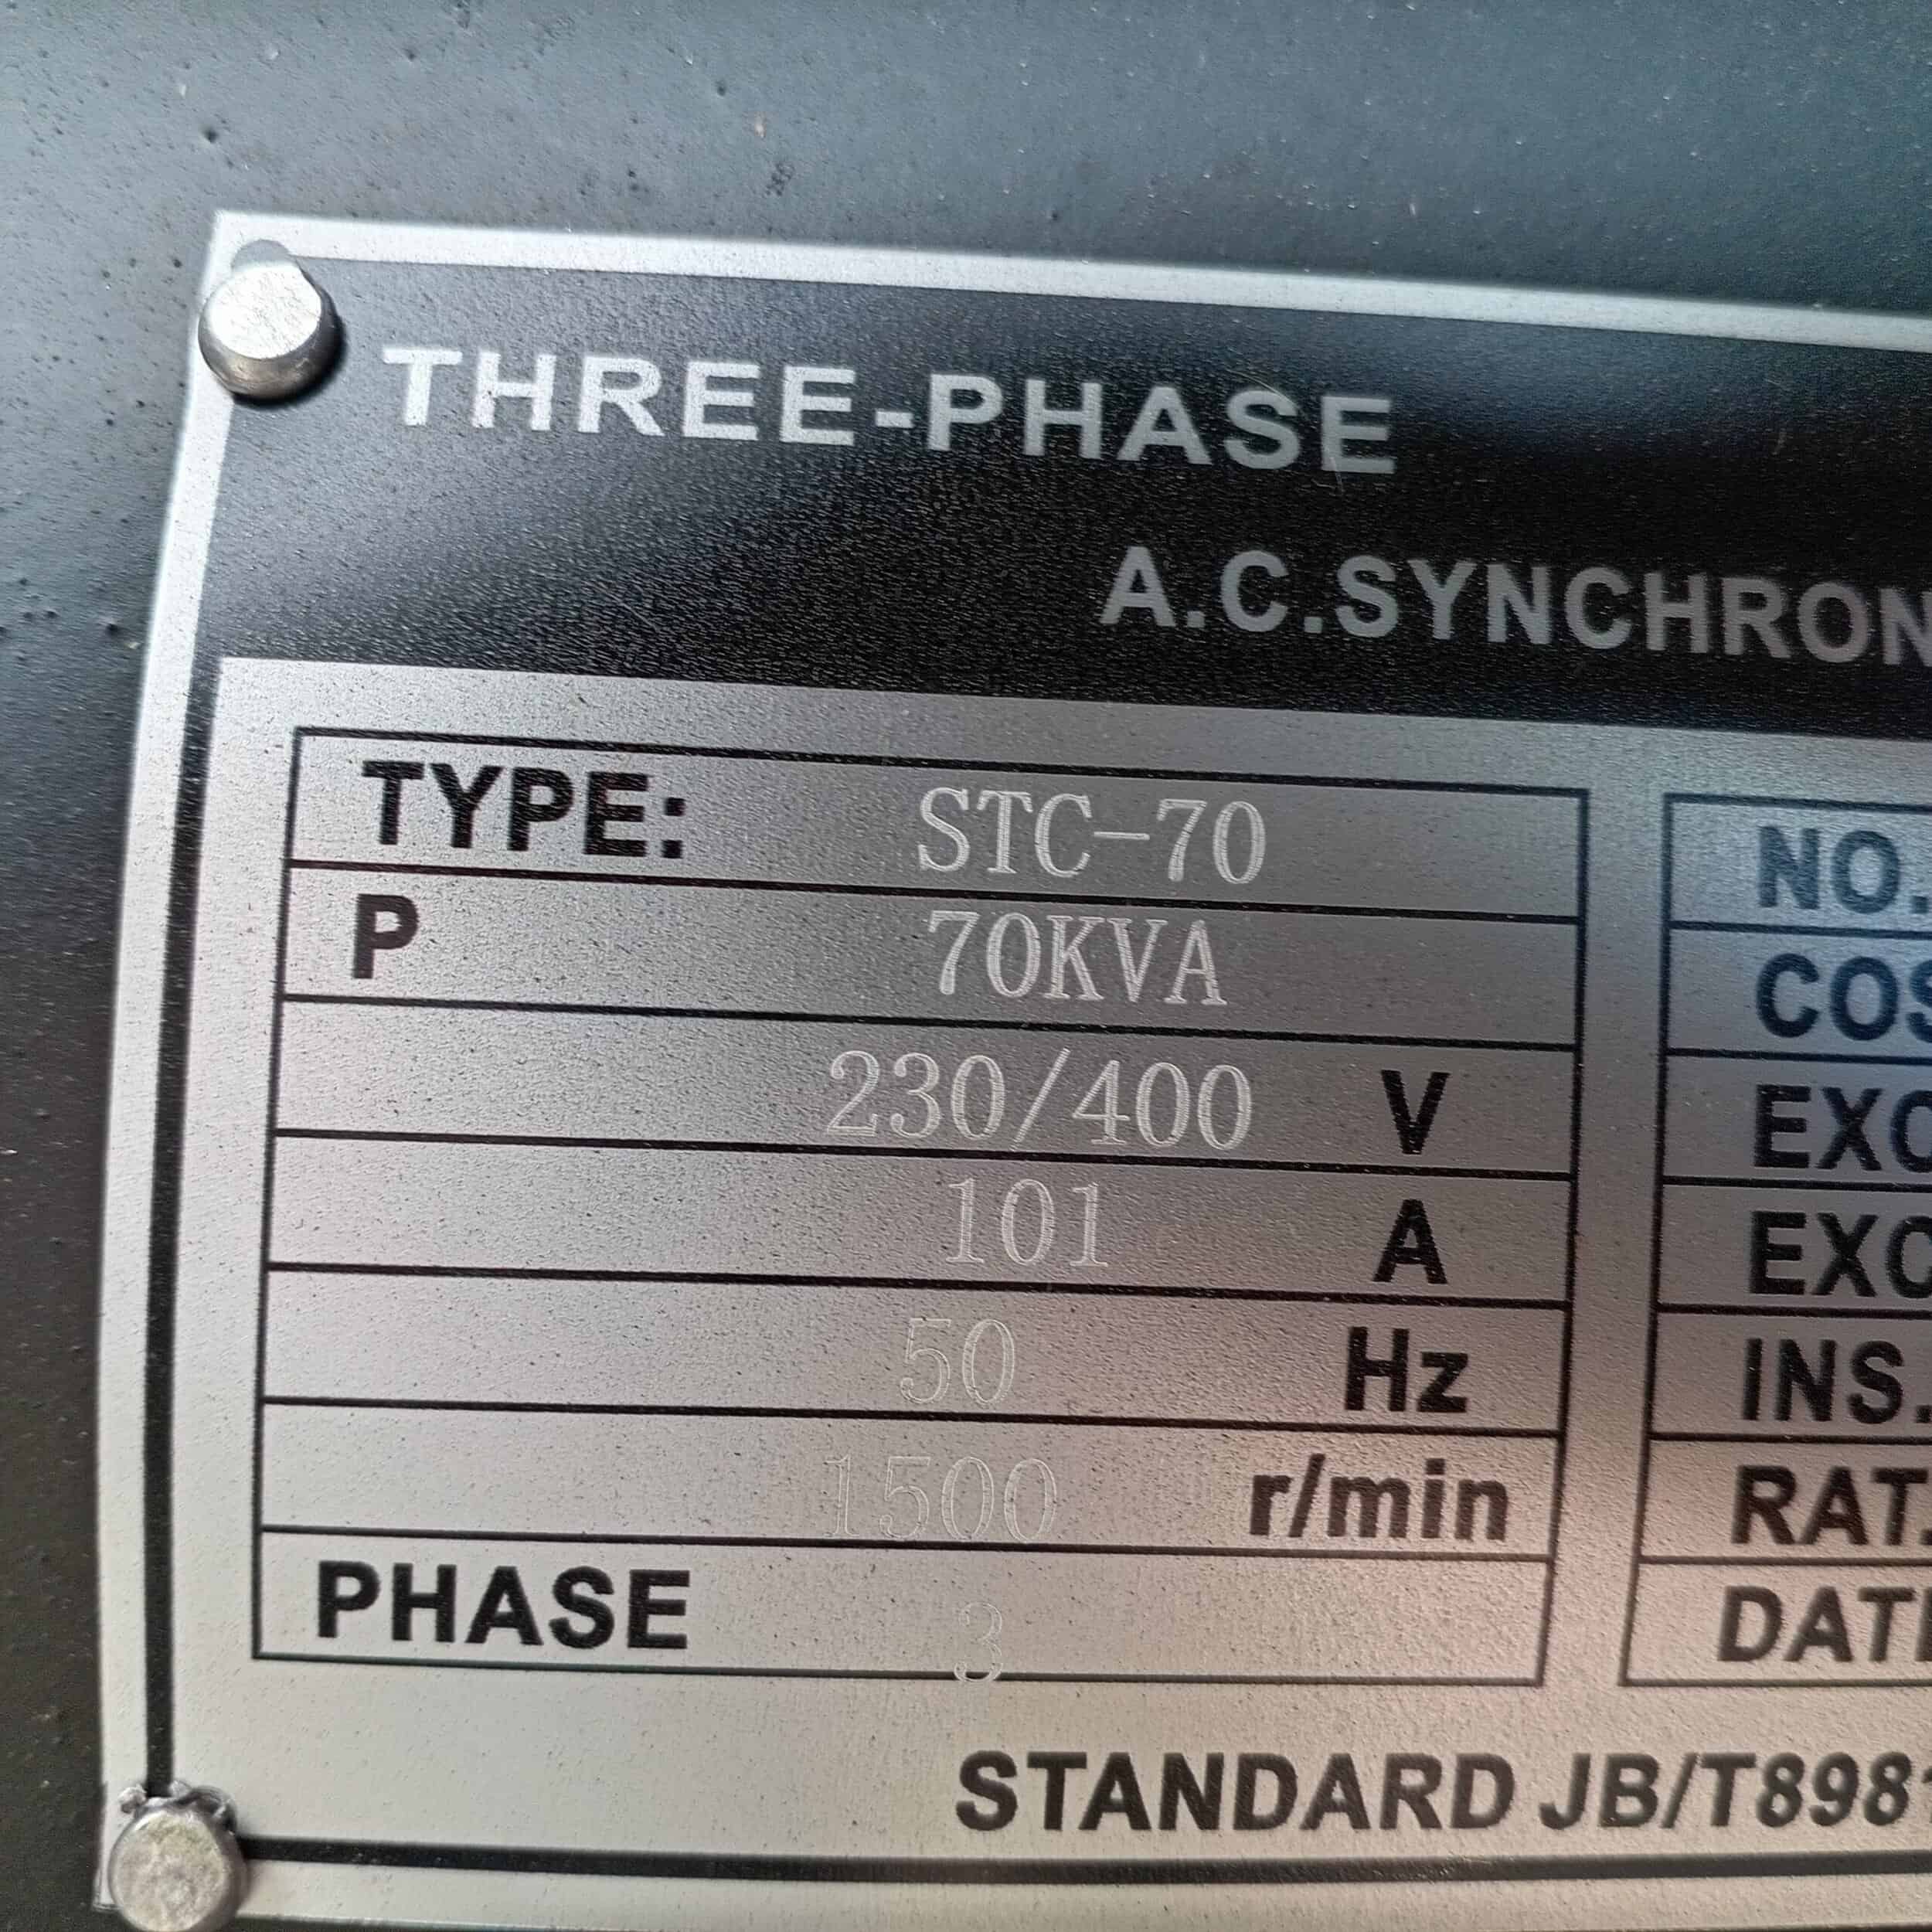 THREE-PHASE
A.C.SYNCHRON
TYPE: STC-70
P 70KVA
230/400 V
101 A
50 Hz
1500 r/min
PHASE 3
NO.
COS
EXC
EXC
INS.
RAT
DAT
STANDARD JB/T898